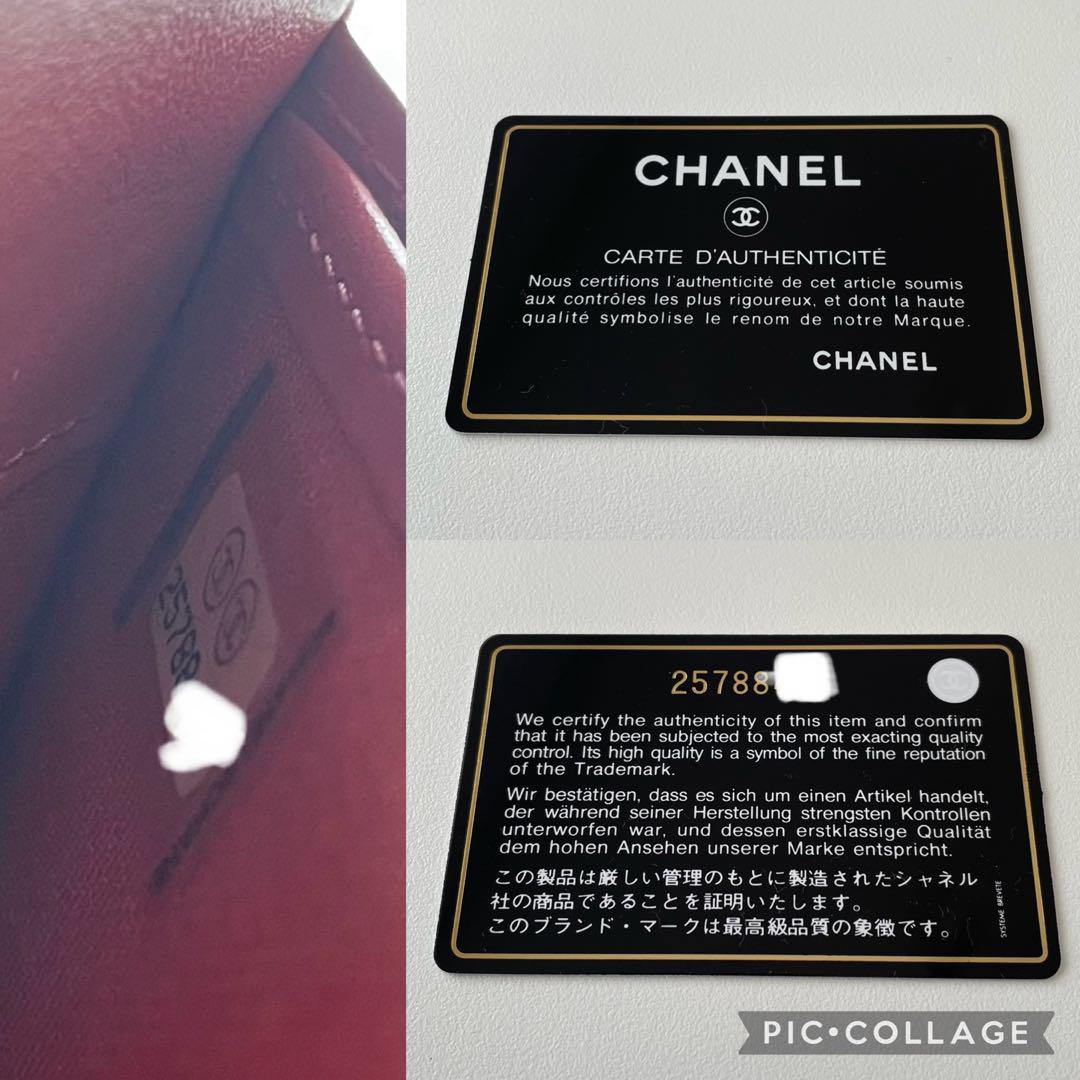 25788
CHANEL
CARTE D'AUTHENTICITÉ
Nous certifions l'authenticité de cet article soumis
aux contrôles les plus rigoureux, et dont la haute
qualité symbolise le renom de notre Marque.
CHANEL
25788
We certify the authenticity of this item and confirm
that it has been subjected to the most exacting quality
control. Its high quality is a symbol of the fine reputation
of the Trademark.
Wir bestätigen, dass es sich um einen Artikel handelt,
der während seiner Herstellung strengsten Kontrollen
unterworfen war, und dessen erstklassige Qualität
dem hohen Ansehen unserer Marke entspricht.
この製品は厳しい管理のもとに製造されたシャネル
社の商品であることを証明いたします。
このブランド・マークは最高級品質の象徴です。
SYSTEME BREVETE
PIC•COLLAGE